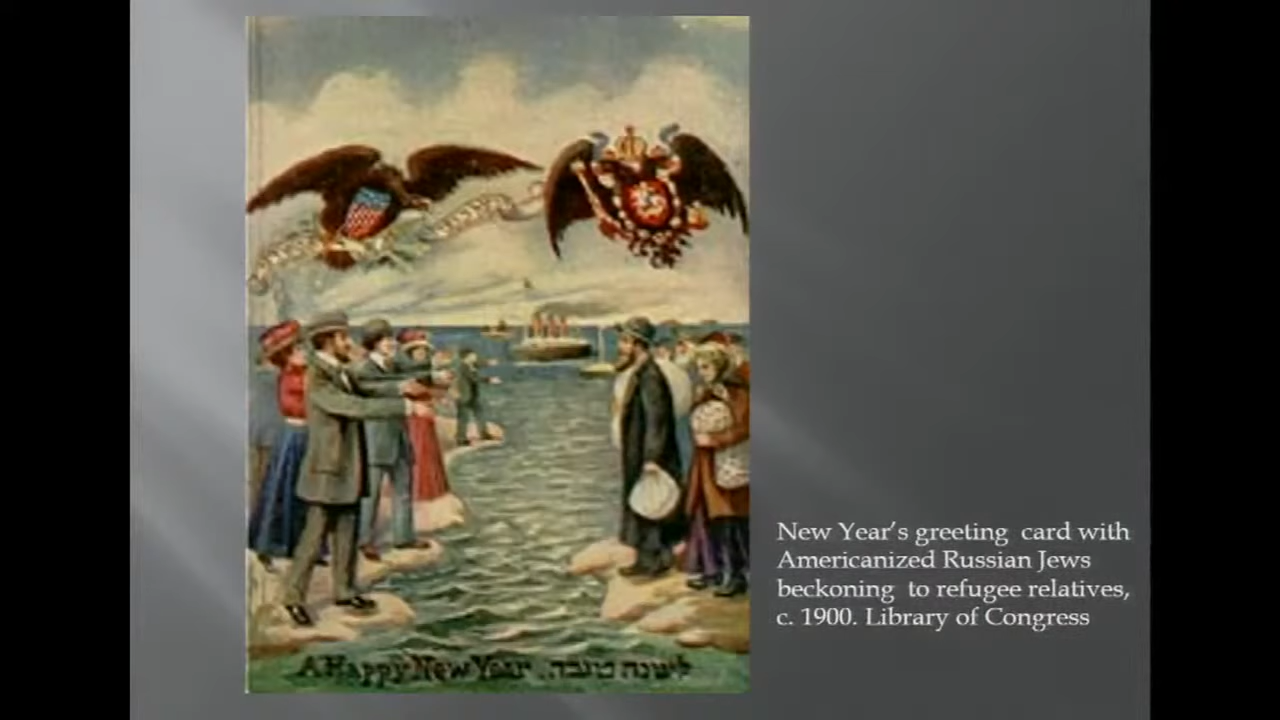 A Happy New Year. לשנה טובה
New Year's greeting card with
Americanized Russian Jews
beckoning to refugee relatives,
c. 1900. Library of Congress